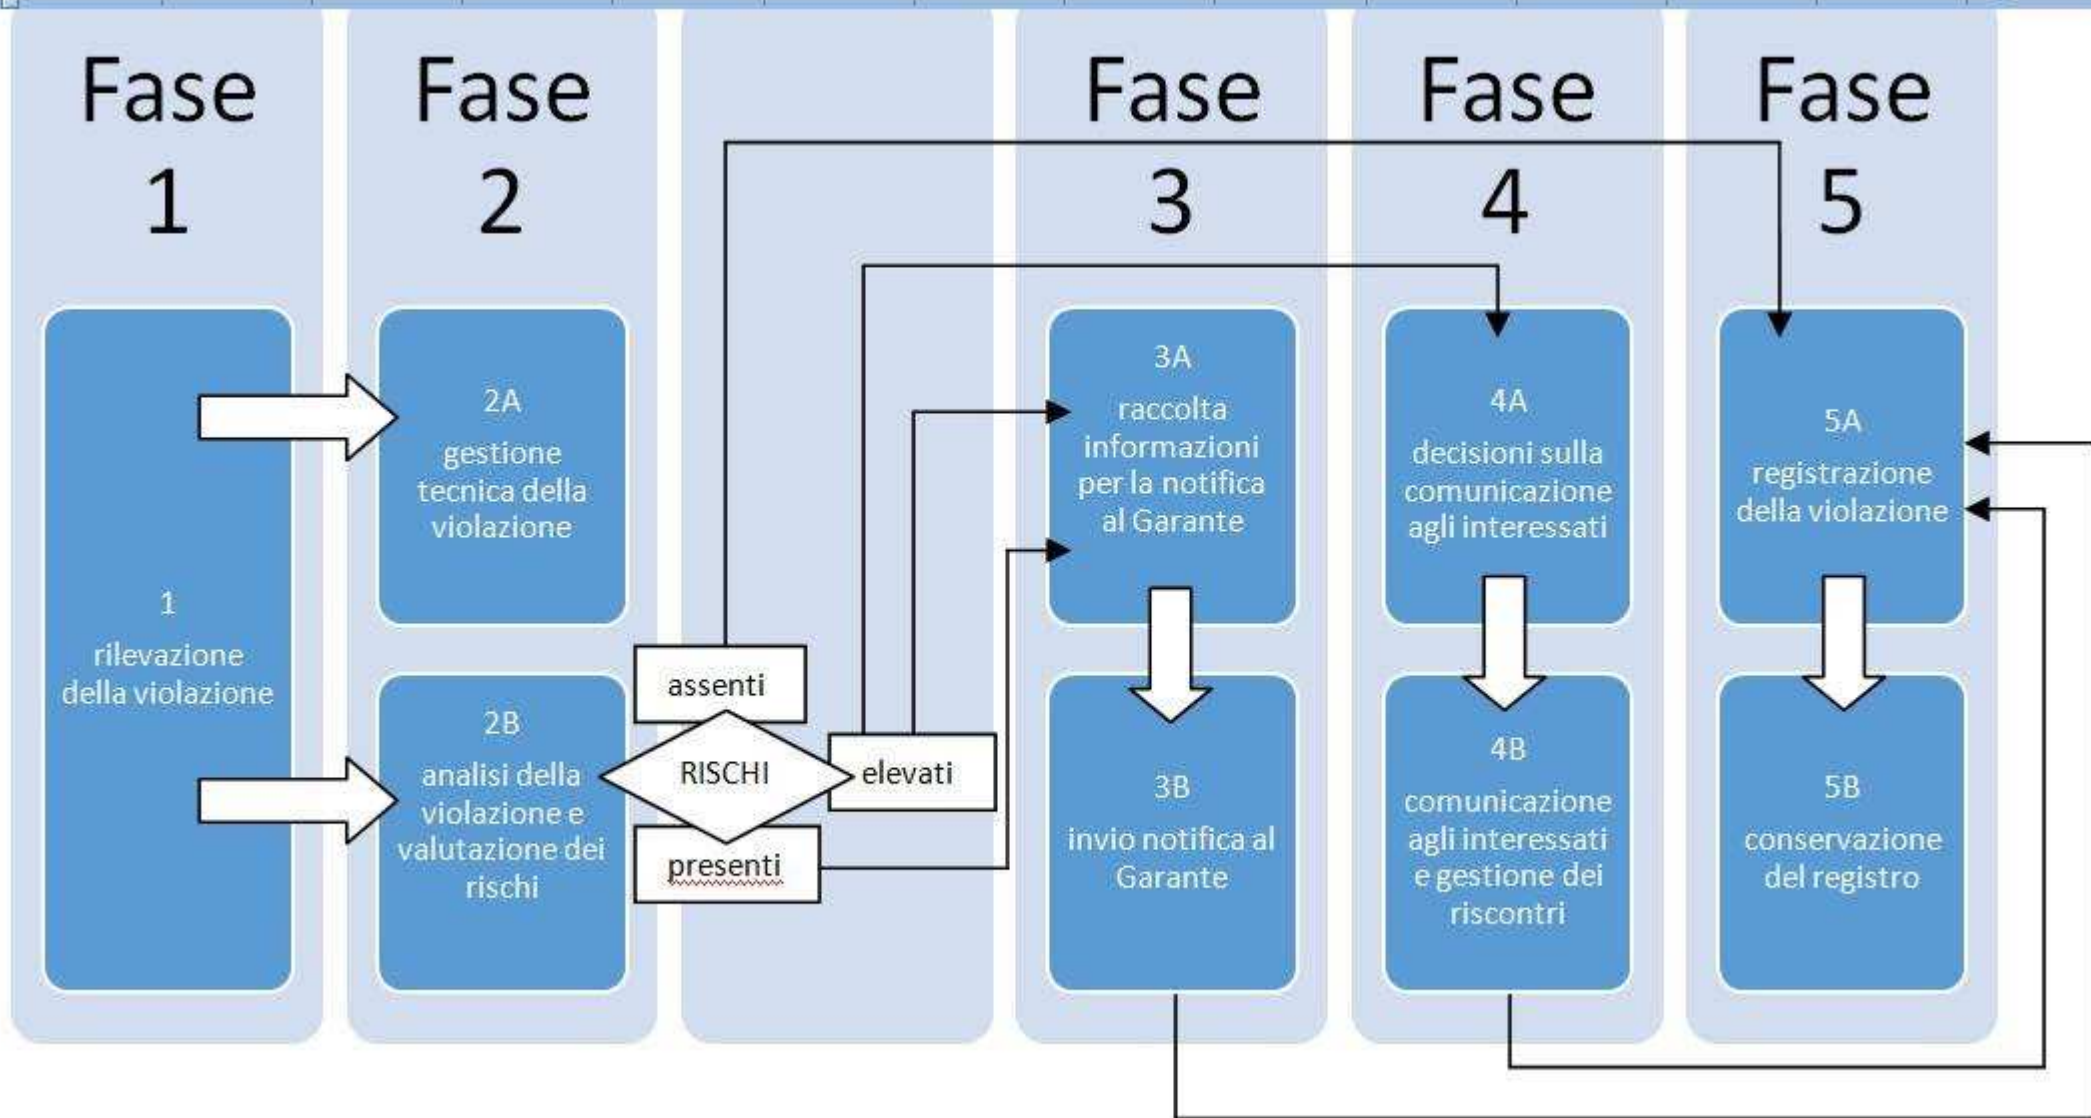 Fase
1
Fase
2
Fase
3
Fase
4
Fase
5
1
rilevazione
della violazione
2A
gestione
tecnica della
violazione
2B
analisi della
violazione e
valutazione dei
rischi
assenti
RISCHI
elevati
presenti
3A
raccolta
informazioni
per la notifica
al Garante
3B
invio notifica al
Garante
4A
decisioni sulla
comunicazione
agli interessati
4B
comunicazione
agli interessati
e gestione dei
riscontri
5A
registrazione
della violazione
5B
conservazione
del registro